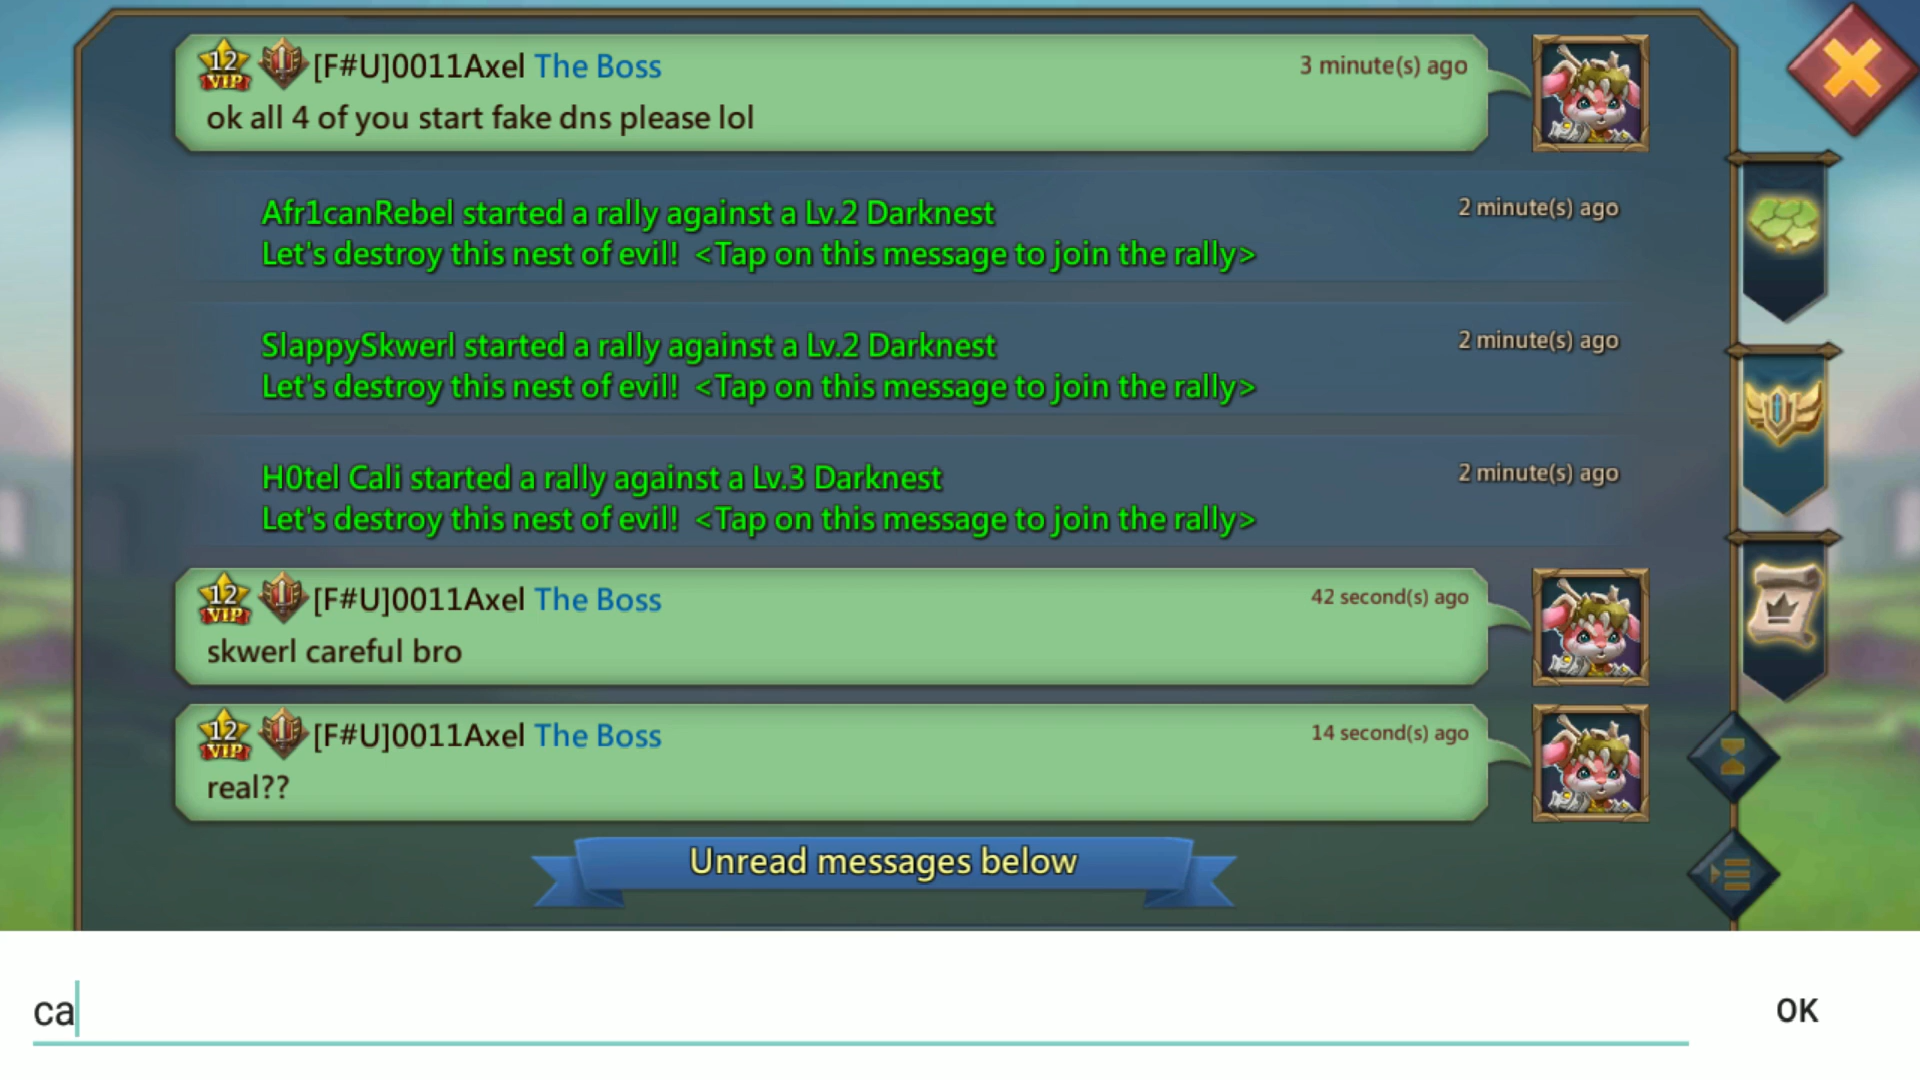 12 VIP [F#U]0011Axel The Boss 3 minute(s) ago
ok all 4 of you start fake dns please lol
Afr1canRebel started a rally against a Lv.2 Darknest 2 minute(s) ago
Let's destroy this nest of evil! <Tap on this message to join the rally>
SlappySkwerl started a rally against a Lv.2 Darknest 2 minute(s) ago
Let's destroy this nest of evil! <Tap on this message to join the rally>
H0tel Cali started a rally against a Lv.3 Darknest 2 minute(s) ago
Let's destroy this nest of evil! <Tap on this message to join the rally>
12 VIP [F#U]0011Axel The Boss 42 second(s) ago
skwerl careful bro
12 VIP [F#U]0011Axel The Boss 14 second(s) ago
real??
Unread messages below
ca OK